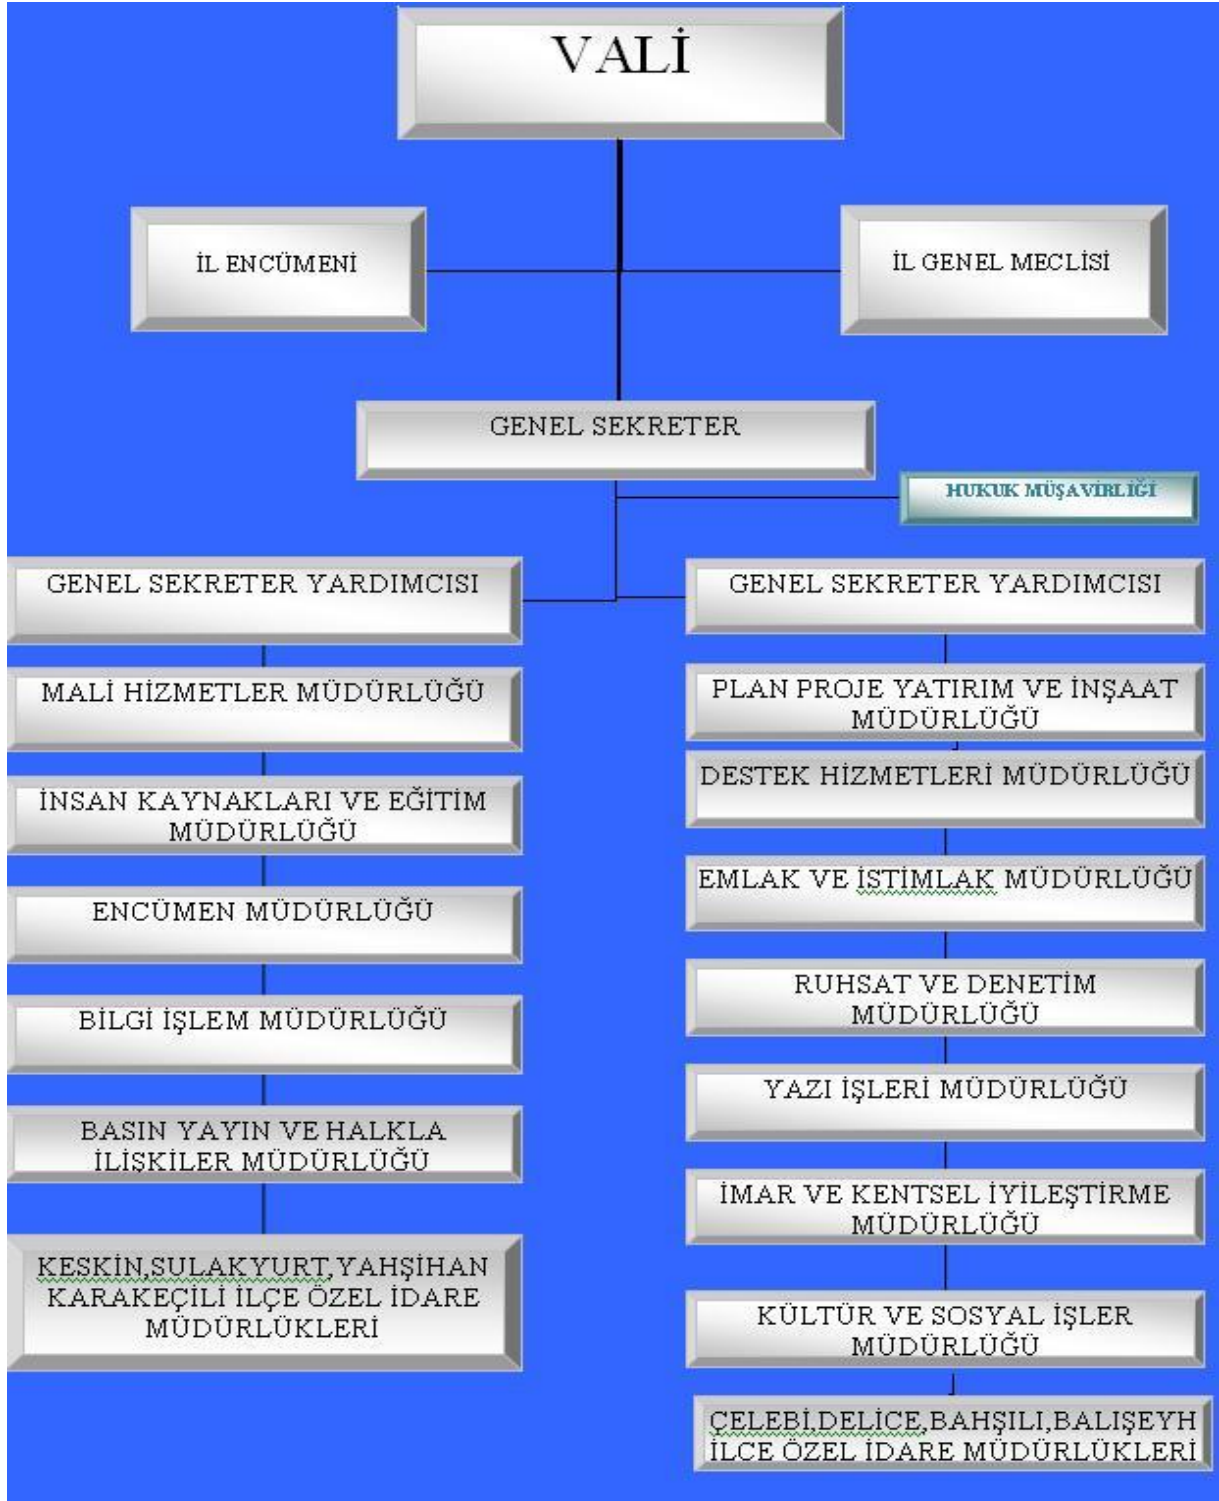 VALİ
İL ENCÜMENİ
İL GENEL MECLİSİ
GENEL SEKRETER
HUKUK MÜŞAVİRLİĞİ
GENEL SEKRETER YARDIMCISI
MALİ HİZMETLER MÜDÜRLÜĞÜ
İNSAN KAYNAKLARI VE EĞİTİM
MÜDÜRLÜĞÜ
ENCÜMEN MÜDÜRLÜĞÜ
BİLGİ İŞLEM MÜDÜRLÜĞÜ
BASIN YAYIN VE HALKLA
İLİŞKİLER MÜDÜRLÜĞÜ
KESKİN,SULAKYURT,YAHŞİHAN
KARAKEÇİLİ İLÇE ÖZEL İDARE
MÜDÜRLÜKLERİ
GENEL SEKRETER YARDIMCISI
PLAN PROJE YATIRIM VE İNŞAAT
MÜDÜRLÜĞÜ
DESTEK HİZMETLERİ MÜDÜRLÜĞÜ
EMLAK VE İSTİMLAK MÜDÜRLÜĞÜ
RUHSAT VE DENETİM
MÜDÜRLÜĞÜ
YAZI İŞLERİ MÜDÜRLÜĞÜ
İMAR VE KENTSEL İYİLEŞTİRME
MÜDÜRLÜĞÜ
KÜLTÜR VE SOSYAL İŞLER
MÜDÜRLÜĞÜ
ÇELEBİ,DELİCE,BAHŞILI,BALIŞEYH
İLCE ÖZEL İDARE MÜDÜRLÜKLERİ